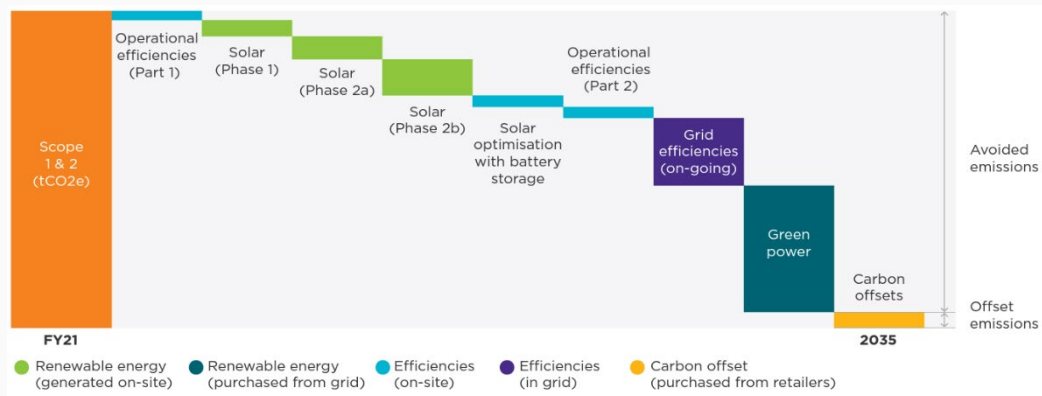 Operational
efficiencies
(Part 1)
Solar
(Phase 1)
Solar
(Phase 2a)
Solar
(Phase 2b)
Solar
optimisation
with battery
storage
Operational
efficiencies
(Part 2)
Scope
1 & 2
(tCO2e)
Grid
efficiencies
(on-going)
Green
power
Carbon
offsets
Avoided
emissions
Offset
emissions
FY21
2035
Renewable energy
(generated on-site)
Renewable energy
(purchased from grid)
Efficiencies
(on-site)
Efficiencies
(in grid)
Carbon offset
(purchased from retailers)